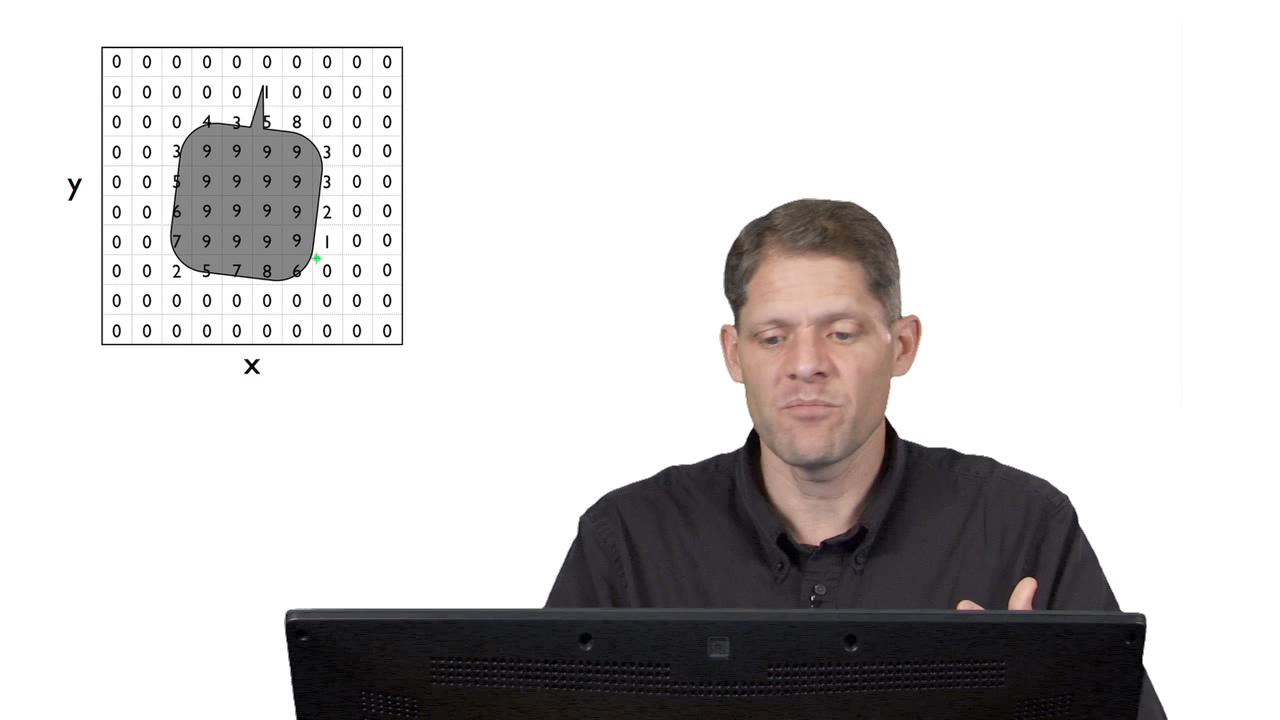 0 0 0 0 0 0 0 0 0 0
0 0 0 0 0 1 0 0 0 0
0 0 0 4 3 5 8 0 0 0
0 0 3 9 9 9 9 3 0 0
y
0 0 5 9 9 9 9 3 0 0
0 0 6 9 9 9 9 2 0 0
0 0 7 9 9 9 9 1 0 0
0 0 2 5 7 8 6 0 0 0
0 0 0 0 0 0 0 0 0 0
0 0 0 0 0 0 0 0 0 0
x